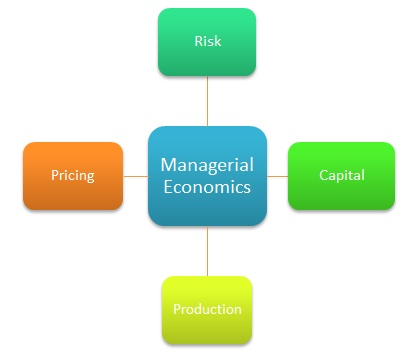 Risk
Pricing
Managerial
Economics
Capital
Production